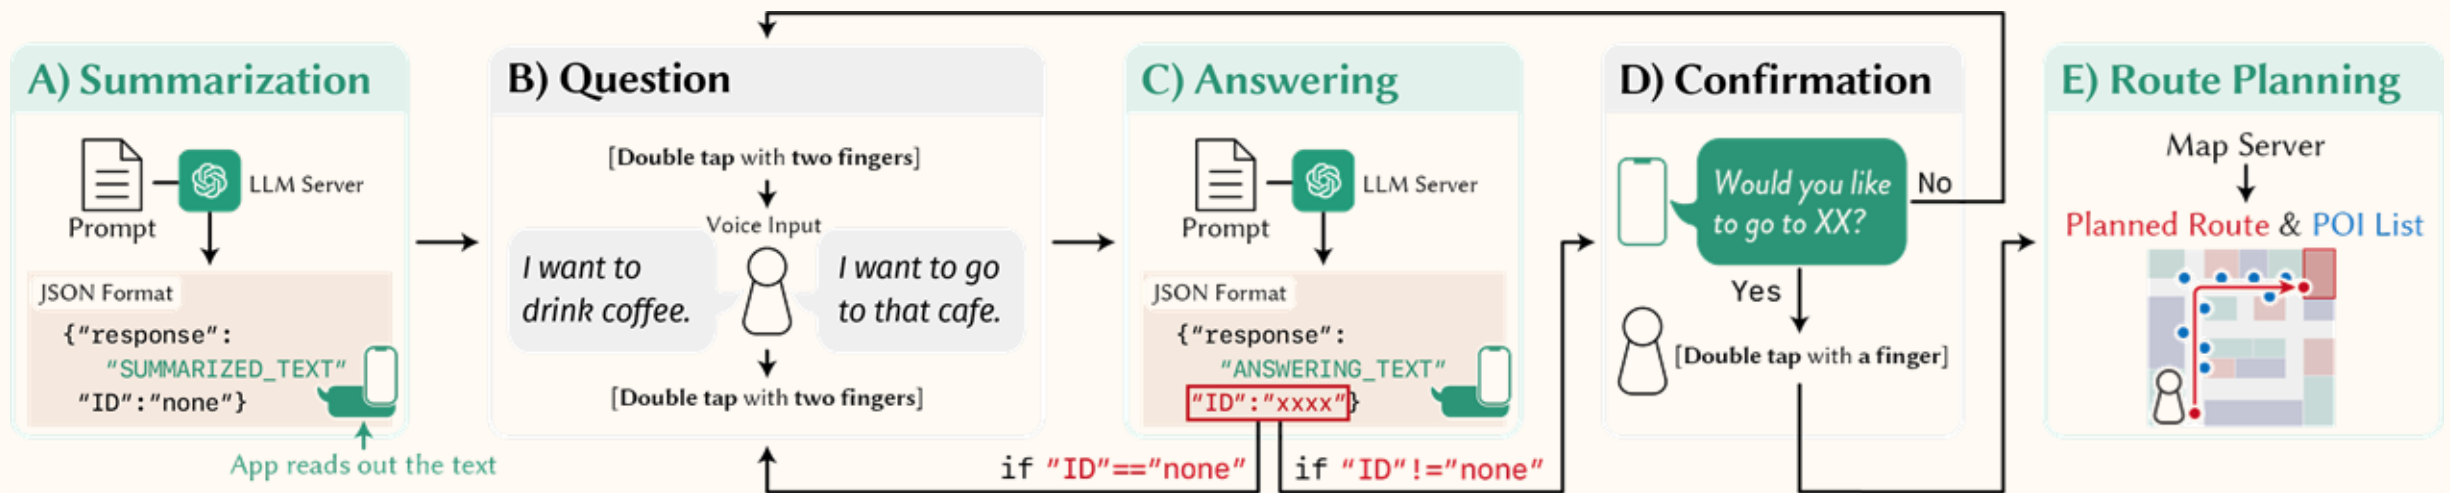 A) Summarization
LLM Server
Prompt
JSON Format
{"response":
"SUMMARIZED_TEXT"
"ID":"none"}
App reads out the text
B) Question
[Double tap with two fingers]
Voice Input
I want to
drink coffee.
I want to go
to that cafe.
[Double tap with two fingers]
C) Answering
LLM Server
Prompt
JSON Format
{"response":
"ANSWERING_TEXT"
"ID":"xxxx"}
if "ID"=="none"
if "ID"!="none"
D) Confirmation
Would you like
to go to XX?
No
Yes
[Double tap with a finger]
E) Route Planning
Map Server
Planned Route & POI List